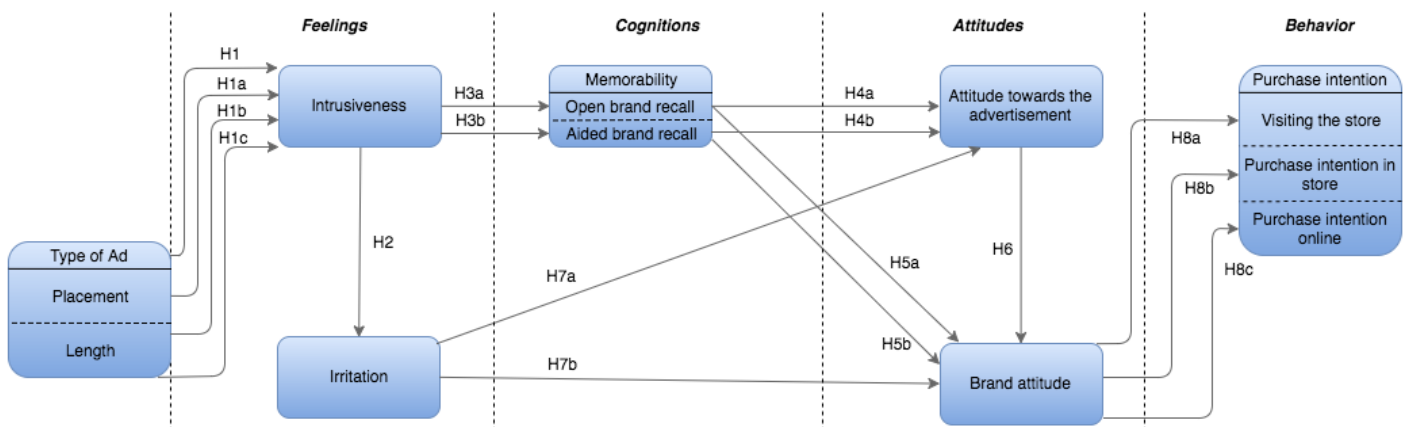 Feelings
Cognitions
Attitudes
Behavior
H1
H1a
H1b
H1c
Intrusiveness
H3a
H3b
Memorability
Open brand recall
Aided brand recall
H4a
H4b
Attitude towards the
advertisement
Purchase intention
Visiting the store
Purchase intention in
store
Purchase intention
online
H8a
H8b
H8c
Type of Ad
Placement
Length
H2
H7a
H5a
H6
H5b
Irritation
H7b
Brand attitude